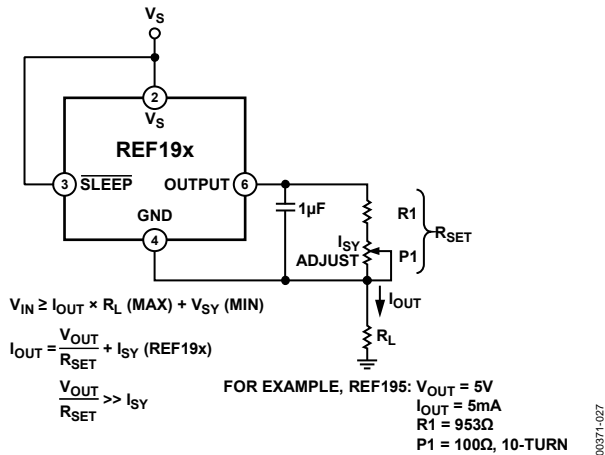 VS
2
VS
REF19x
3 SLEEP
OUTPUT 6
GND
4
1µF
ISY
ADJUST
R1
P1
RSET
IOUT
RL
VIN ≥ IOUT × RL (MAX) + VSY (MIN)
IOUT = VOUT / RSET + ISY (REF19x)
VOUT / RSET >> ISY
FOR EXAMPLE, REF195: VOUT = 5V
IOUT = 5mA
R1 = 953Ω
P1 = 100Ω, 10-TURN
00371-027